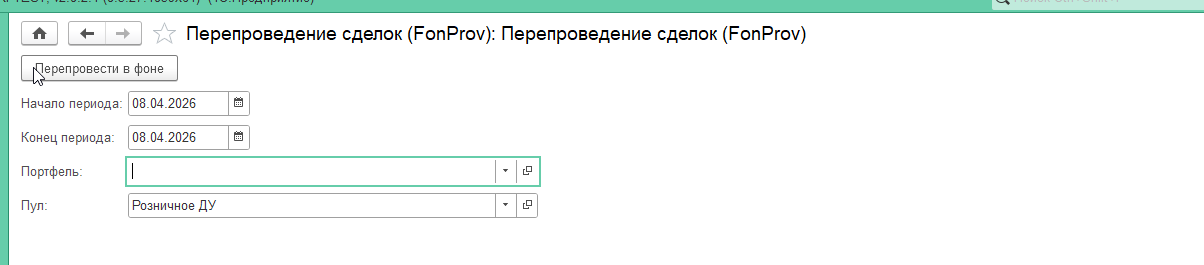 Перепроведение сделок (FonProv): Перепроведение сделок (FonProv)
Перепровести в фоне
Начало периода: 08.04.2026
Конец периода: 08.04.2026
Портфель:
Пул: Розничное ДУ